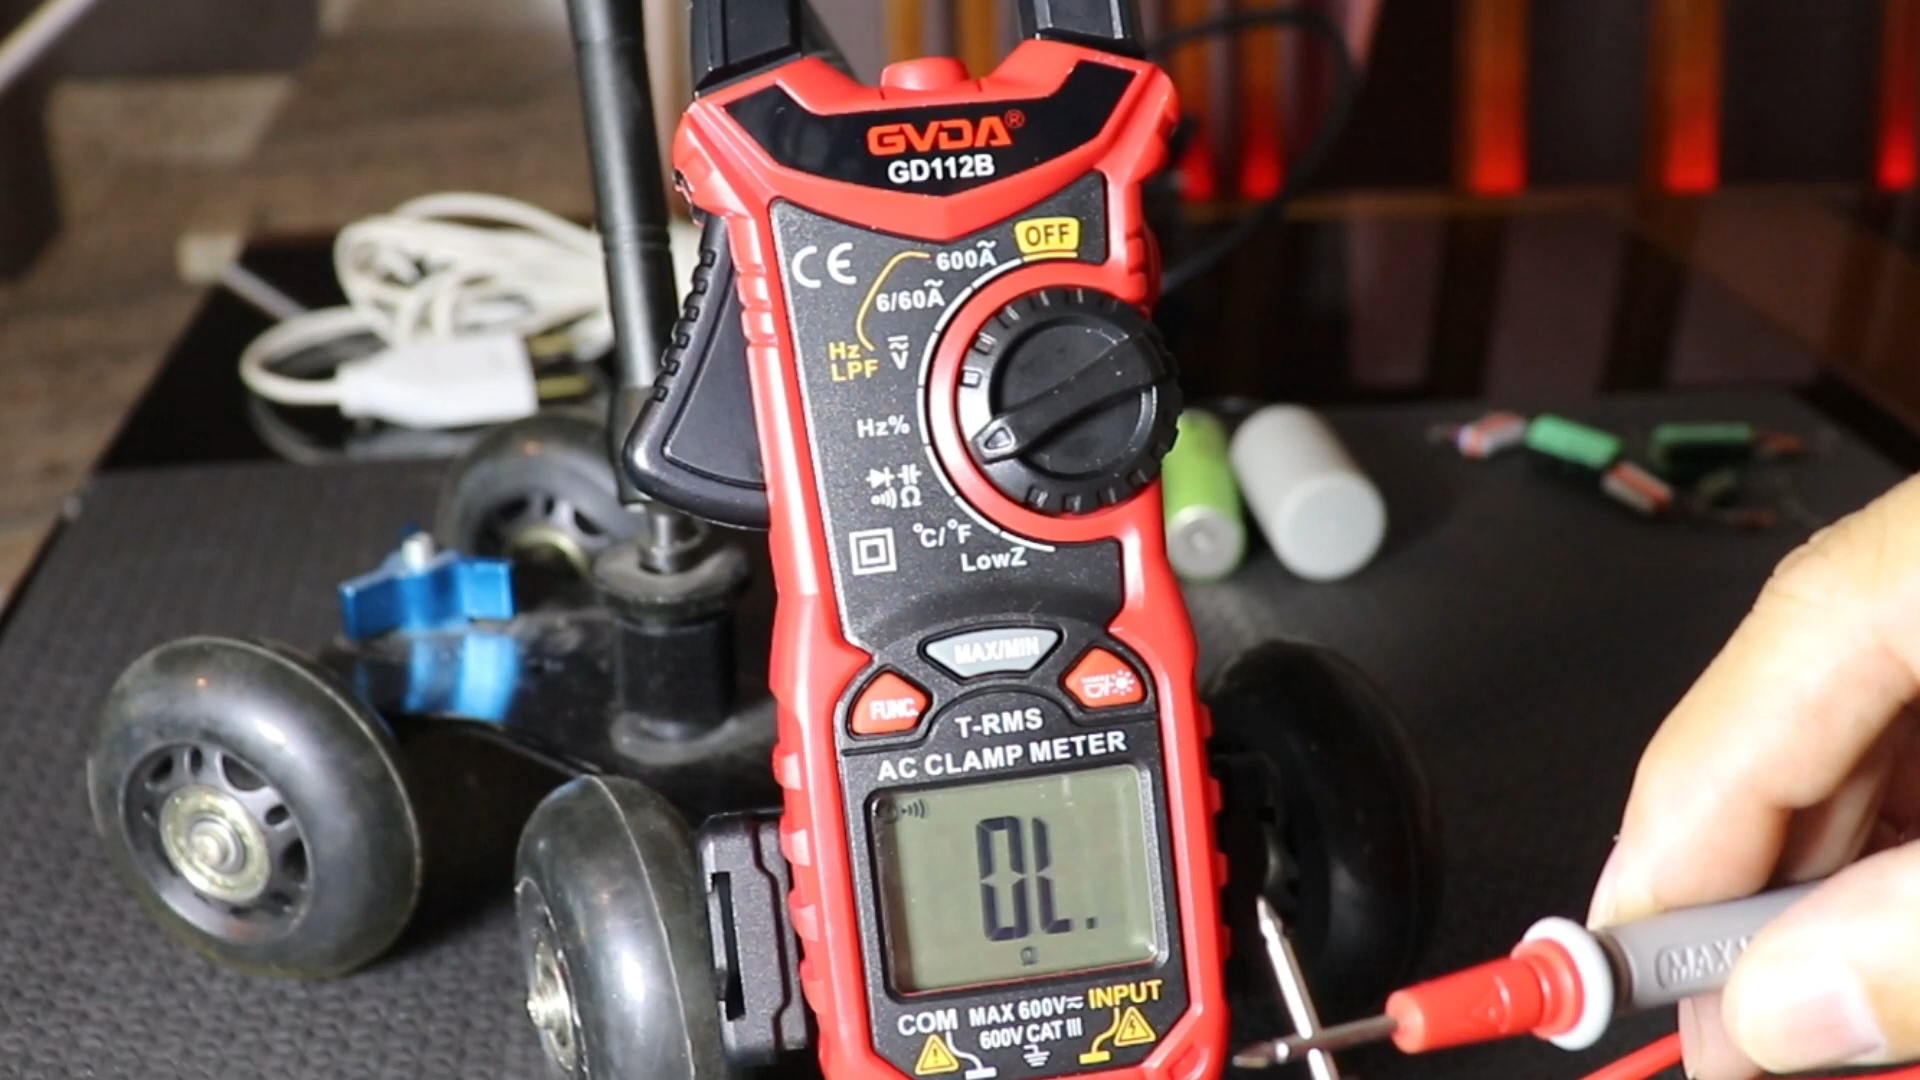 GVDA®
GD112B
CE
OFF
600A
6/60A
Hz
LPF
V
Hz%
Ω
°C/°F
LowZ
MAX/MIN
FUNC.
T-RMS
AC CLAMP METER
0L.
Ω
COM
MAX 600V
INPUT
600V CAT III
MAX